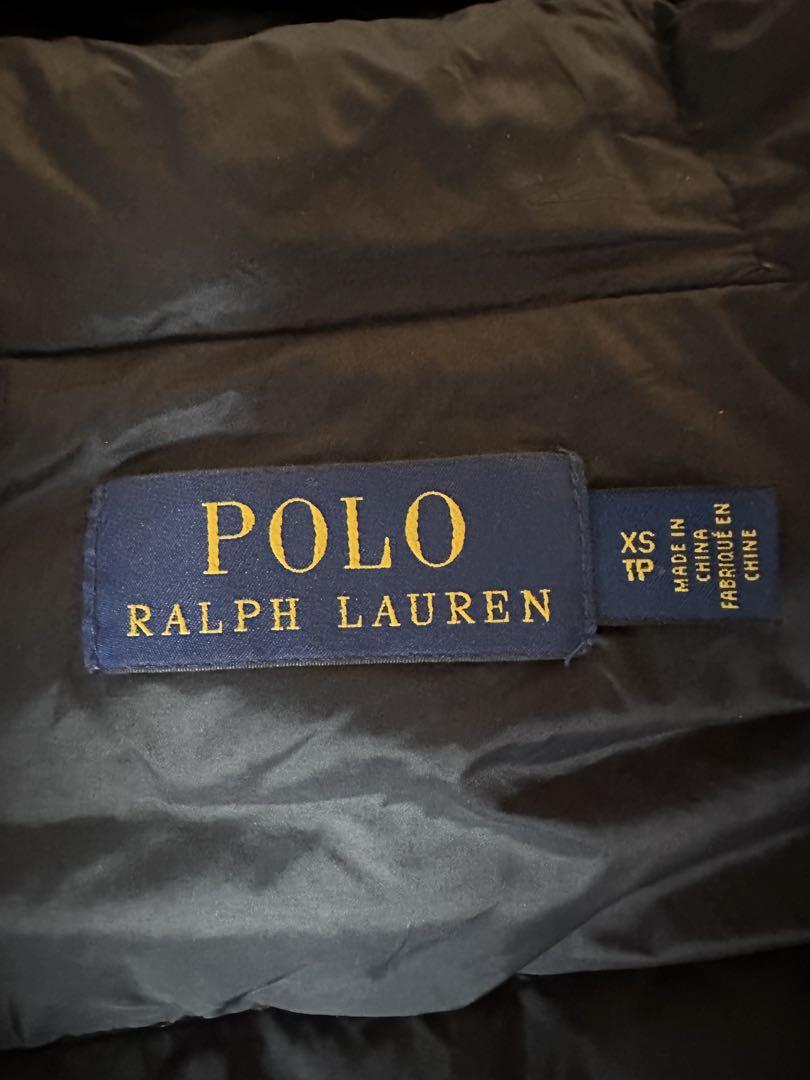 POLO
RALPH LAUREN
XS
TP
MADE IN
CHINA
FABRIQUÉ EN
CHINE